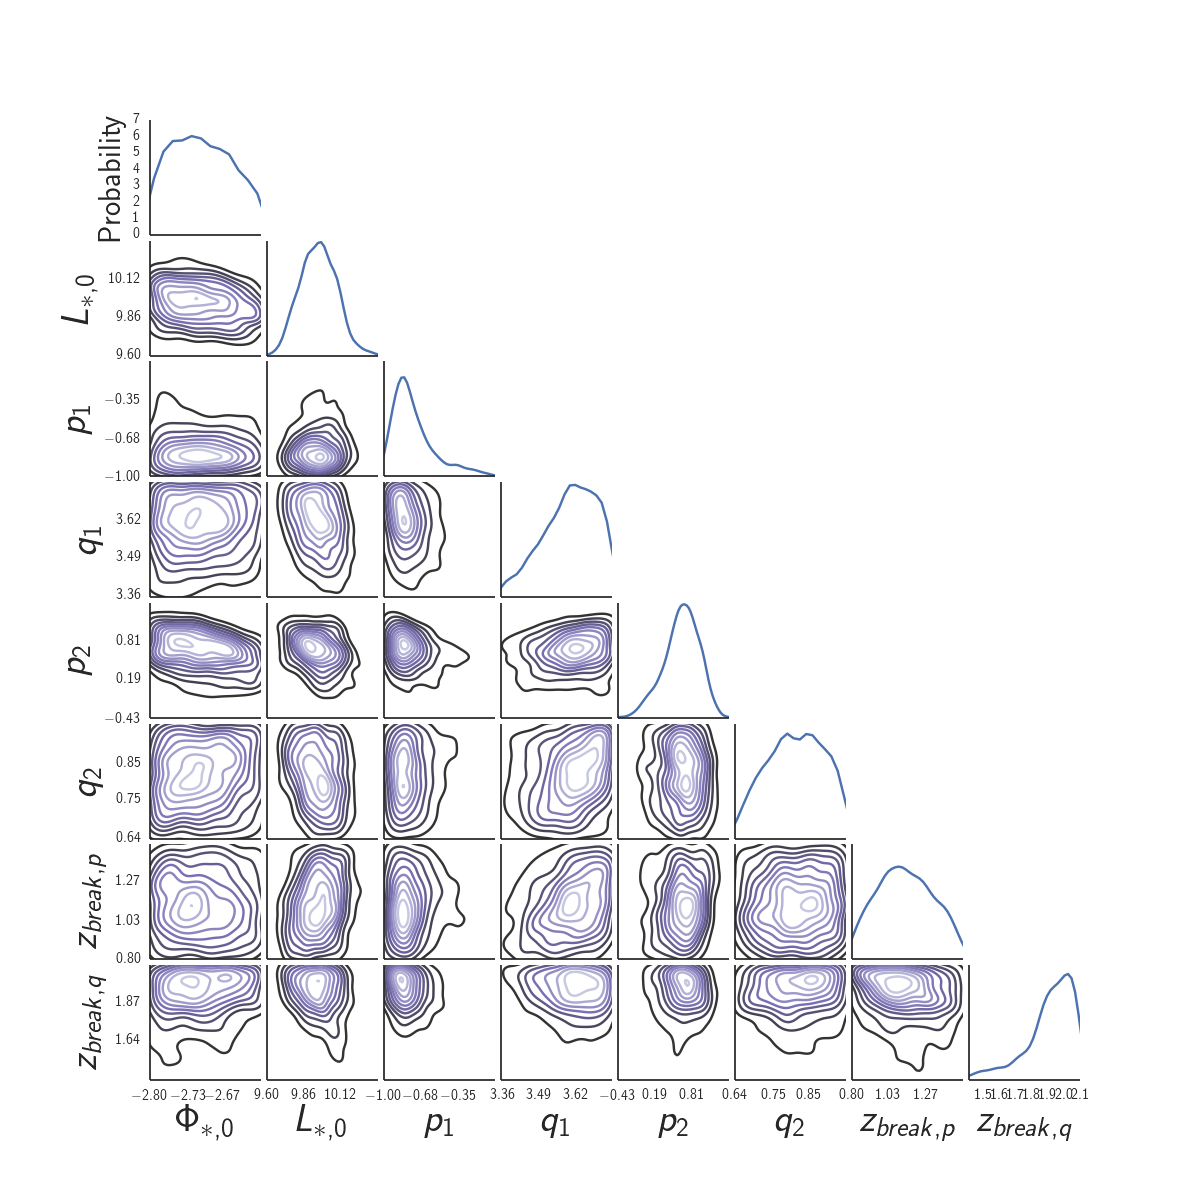 Probability
7
6
5
4
3
2
1
0
L*,0
10.12
9.86
9.60
p1
−0.35
−0.68
−1.00
q1
3.62
3.49
3.36
p2
0.81
0.19
−0.43
q2
0.85
0.75
0.64
zbreak,p
1.27
1.03
0.80
zbreak,q
1.87
1.64
−2.80 −2.73 −2.67 9.60 9.86 10.12 −1.00 −0.68 −0.35 3.36 3.49 3.62 −0.43 0.19 0.81 0.64 0.75 0.85 0.80 1.03 1.27 1.5 1.6 1.7 1.8 1.9 2.0 2.1
Φ*,0 L*,0 p1 q1 p2 q2 zbreak,p zbreak,q